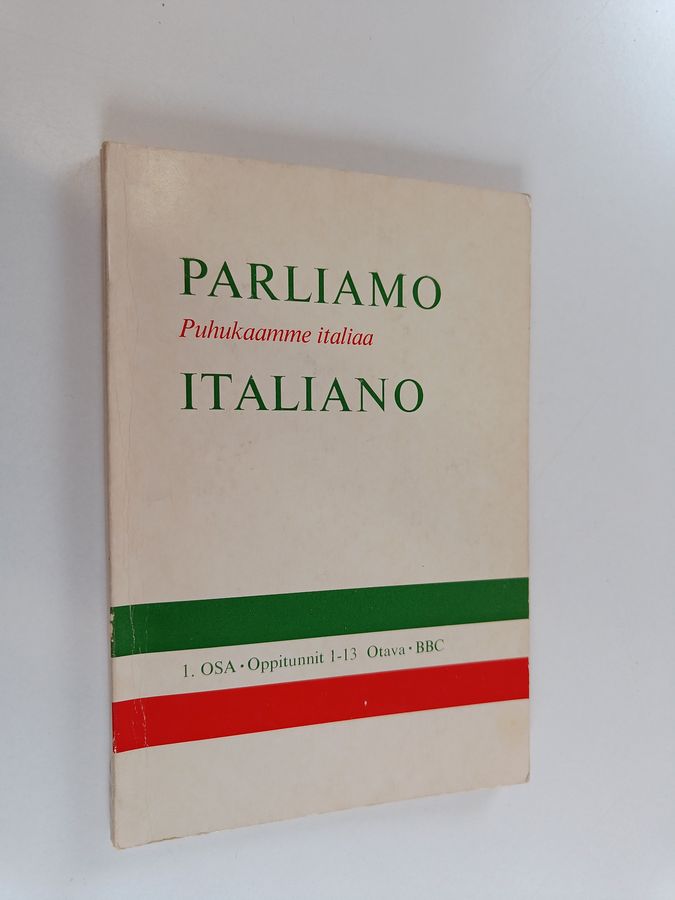 PARLIAMO
Puhukaamme italiaa
ITALIANO
1. OSA • Oppitunnit 1-13 Otava • BBC